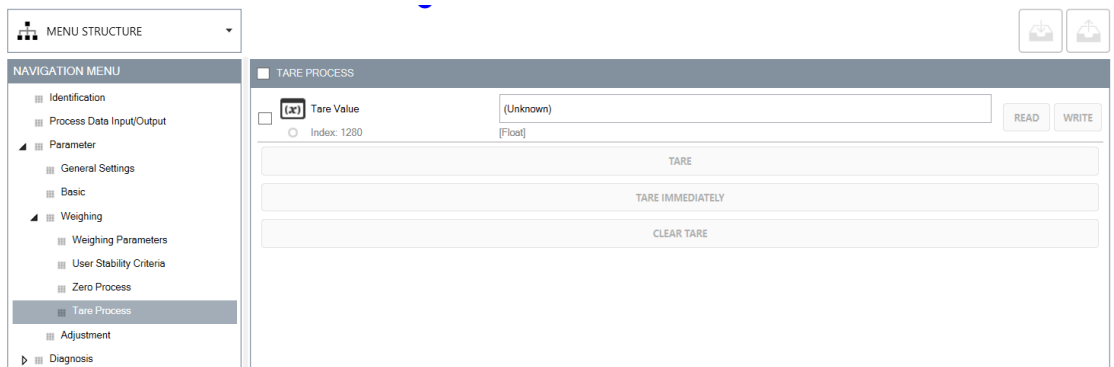 MENU STRUCTURE
NAVIGATION MENU
Identification
Process Data Input/Output
Parameter
General Settings
Basic
Weighing
Weighing Parameters
User Stability Criteria
Zero Process
Tare Process
Adjustment
Diagnosis
TARE PROCESS
(x) Tare Value
(Unknown)
READ
WRITE
Index: 1280
[Float]
TARE
TARE IMMEDIATELY
CLEAR TARE